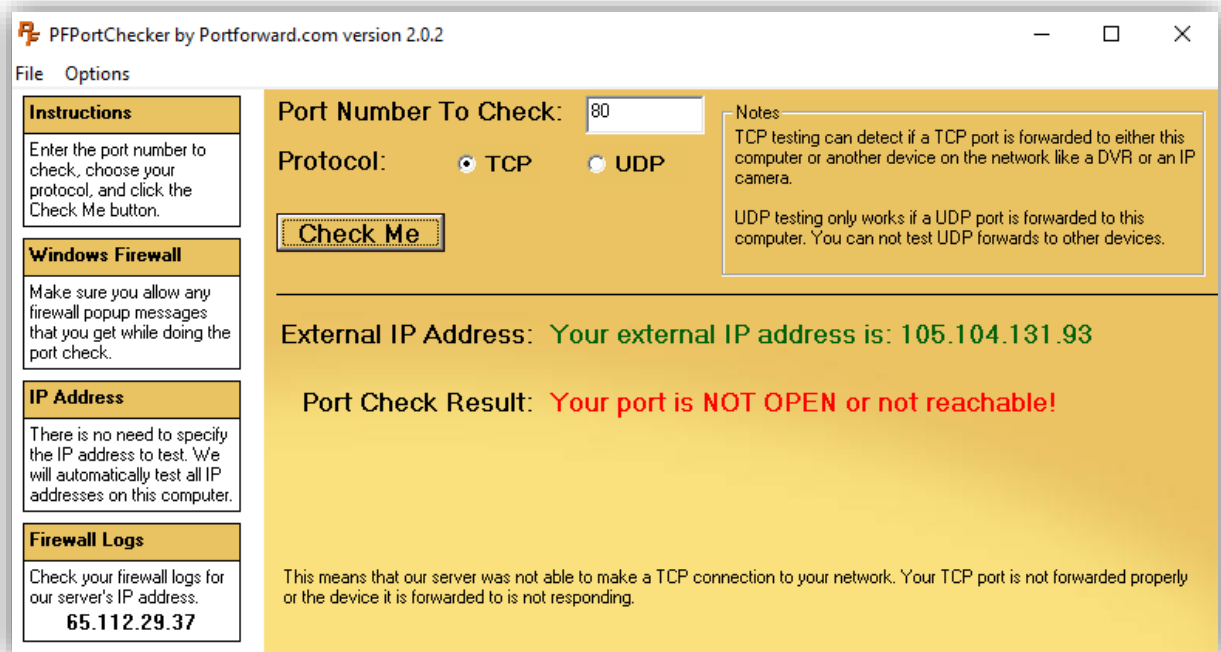 PFPortChecker by Portforward.com version 2.0.2
File Options
Instructions
Enter the port number to
check, choose your
protocol, and click the
Check Me button.
Windows Firewall
Make sure you allow any
firewall popup messages
that you get while doing the
port check.
IP Address
There is no need to specify
the IP address to test. We
will automatically test all IP
addresses on this computer.
Firewall Logs
Check your firewall logs for
our server's IP address.
65.112.29.37
Port Number To Check: 80
Protocol: TCP UDP
Check Me
Notes
TCP testing can detect if a TCP port is forwarded to either this
computer or another device on the network like a DVR or an IP
camera.
UDP testing only works if a UDP port is forwarded to this
computer. You can not test UDP forwards to other devices.
External IP Address: Your external IP address is: 105.104.131.93
Port Check Result: Your port is NOT OPEN or not reachable!
This means that our server was not able to make a TCP connection to your network. Your TCP port is not forwarded properly
or the device it is forwarded to is not responding.